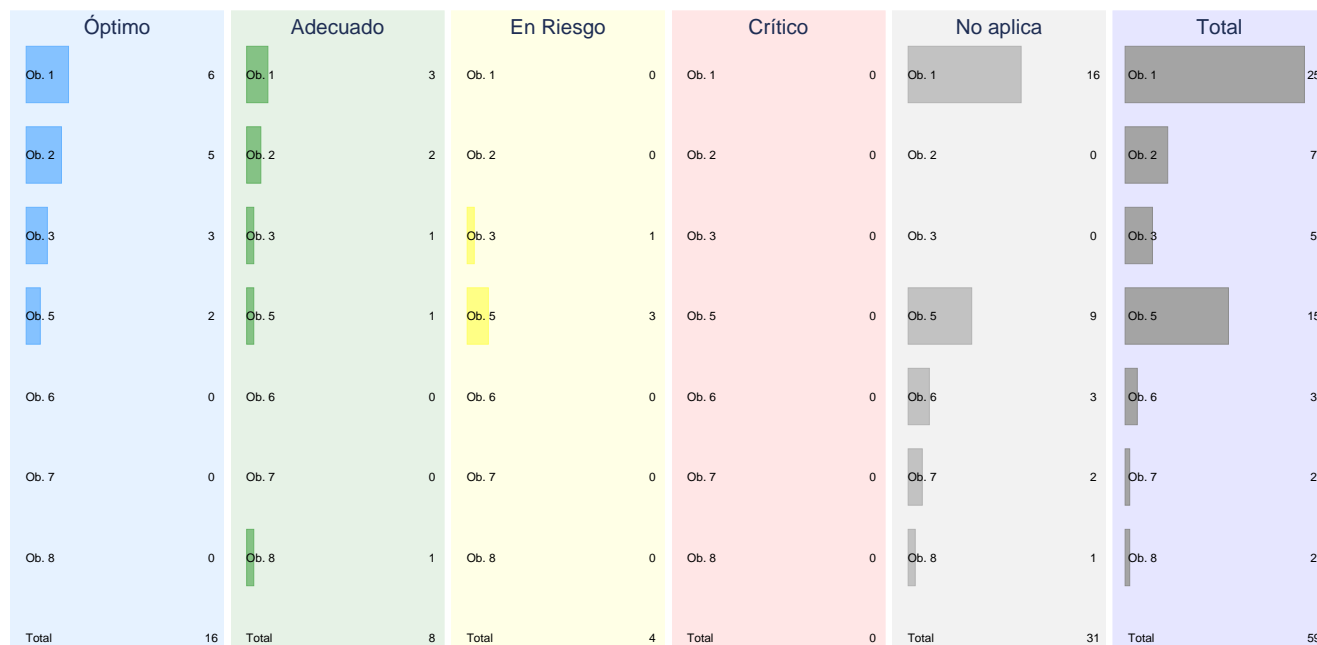 Óptimo Adecuado En Riesgo Crítico No aplica Total
Ob. 1 6 Ob. 1 3 Ob. 1 0 Ob. 1 0 Ob. 1 16 Ob. 1 25
Ob. 2 5 Ob. 2 2 Ob. 2 0 Ob. 2 0 Ob. 2 0 Ob. 2 7
Ob. 3 3 Ob. 3 1 Ob. 3 1 Ob. 3 0 Ob. 3 0 Ob. 3 5
Ob. 5 2 Ob. 5 1 Ob. 5 3 Ob. 5 0 Ob. 5 9 Ob. 5 15
Ob. 6 0 Ob. 6 0 Ob. 6 0 Ob. 6 0 Ob. 6 3 Ob. 6 3
Ob. 7 0 Ob. 7 0 Ob. 7 0 Ob. 7 0 Ob. 7 2 Ob. 7 2
Ob. 8 0 Ob. 8 1 Ob. 8 0 Ob. 8 0 Ob. 8 1 Ob. 8 2
Total 16 Total 8 Total 4 Total 0 Total 31 Total 59